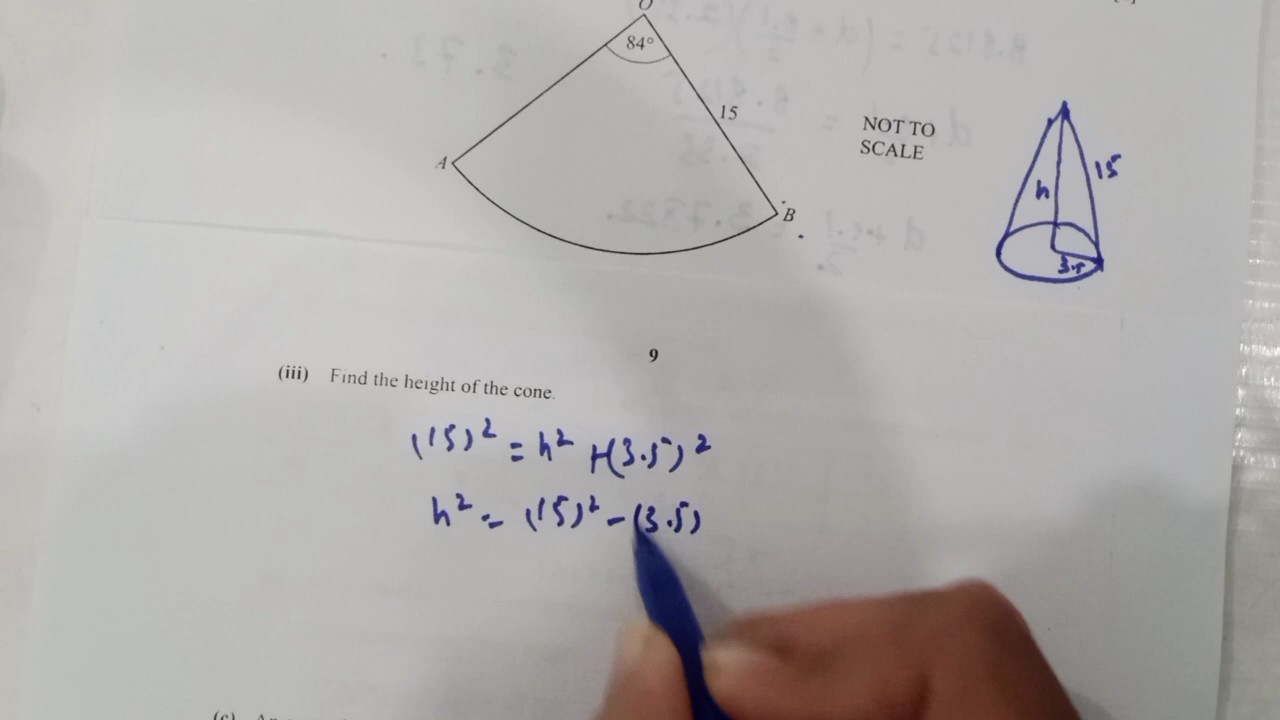 O
84°
15
A
B
NOT TO
SCALE
15
h
3.5
9
(iii) Find the height of the cone.
(15)² = h² + (3.5)²
h² = (15)² - (3.5)
(c)